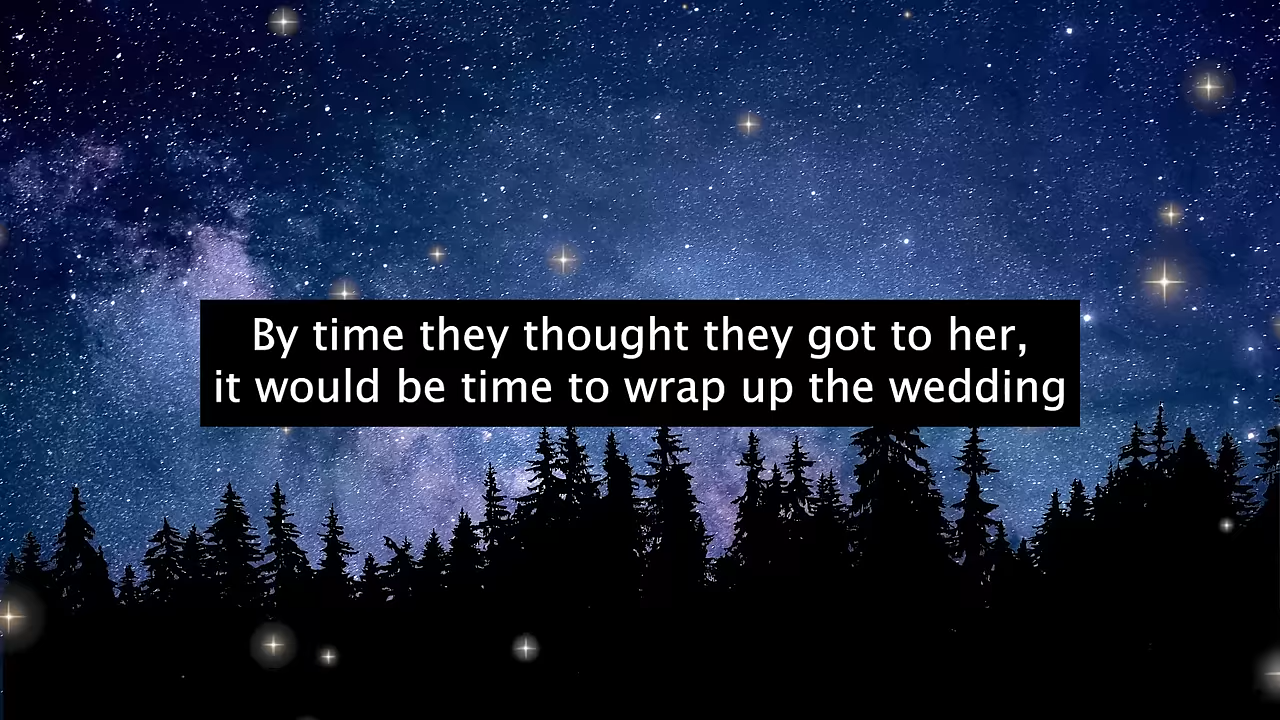 By time they thought they got to her,
it would be time to wrap up the wedding